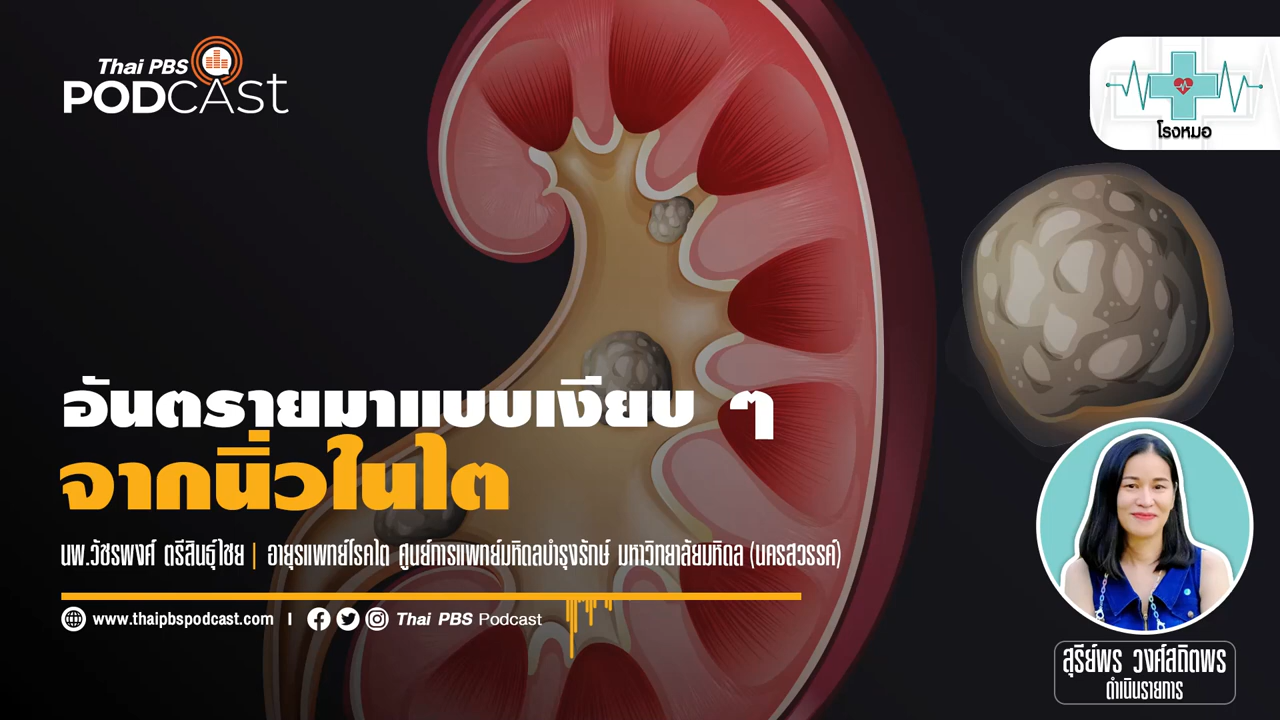 Thai PBS
PODCAST
โรงหมอ
อันตรายมาแบบเงียบ ๆ
จากนิ่วในไต
นพ.วัชรพงศ์ ตรีสินธุ์ไชย | อายุรแพทย์โรคไต ศูนย์การแพทย์มหิดลบำรุงรักษ์ มหาวิทยาลัยมหิดล (นครสวรรค์)
www.thaipbspodcast.com | Thai PBS Podcast
สุรีย์พร วงศ์สถิตพร
ดำเนินรายการ